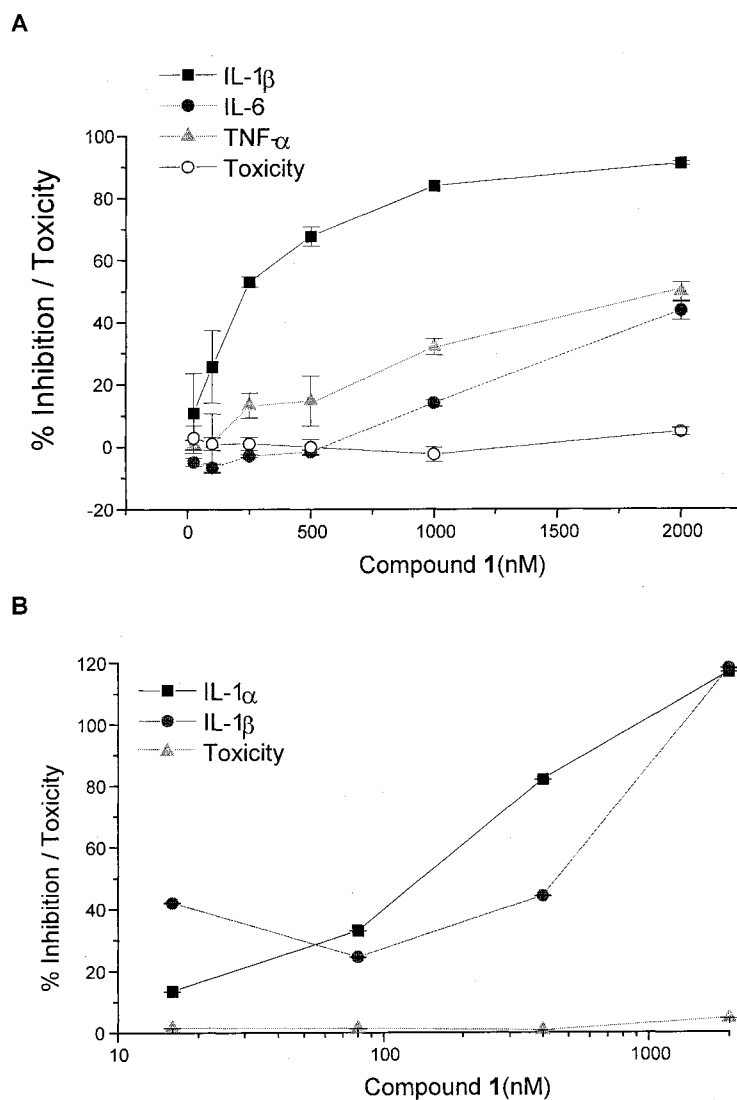 A
IL-1β
IL-6
TNF-α
Toxicity
100
80
60
40
20
0
-20
% Inhibition / Toxicity
0
500
1000
1500
2000
Compound 1(nM)
B
120
100
80
60
40
20
0
IL-1α
IL-1β
Toxicity
% Inhibition / Toxicity
10
100
1000
Compound 1(nM)